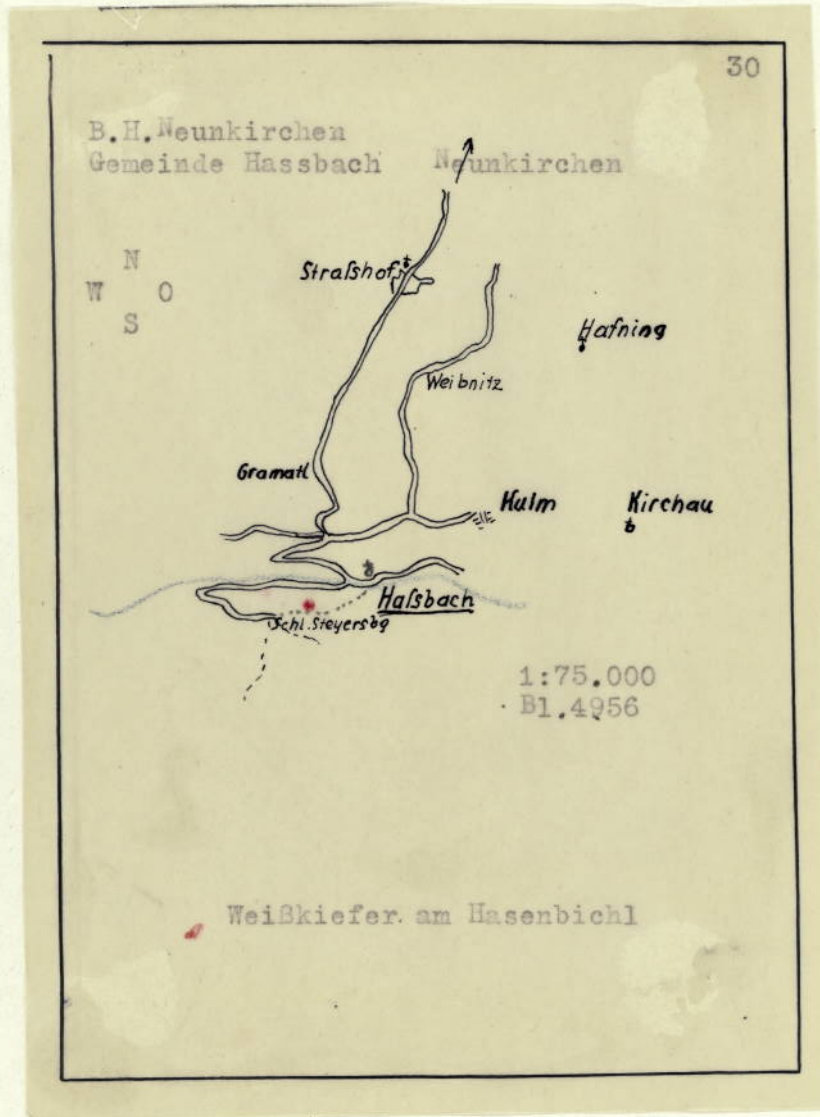 30
B.H.Neunkirchen
Gemeinde Hassbach Neunkirchen
N
W O
S
Straſshof
Hafning
Weibnitz
Gramatl
Kulm
Kirchau
Haſsbach
Schl.Steyersbg
1:75.000
Bl.4956
Weißkiefer am Hasenbichl